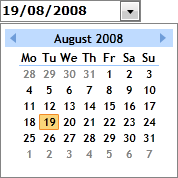 19/08/2008
August 2008
Mo Tu We Th Fr Sa Su
28 29 30 31 1 2 3
4 5 6 7 8 9 10
11 12 13 14 15 16 17
18 19 20 21 22 23 24
25 26 27 28 29 30 31
1 2 3 4 5 6 7